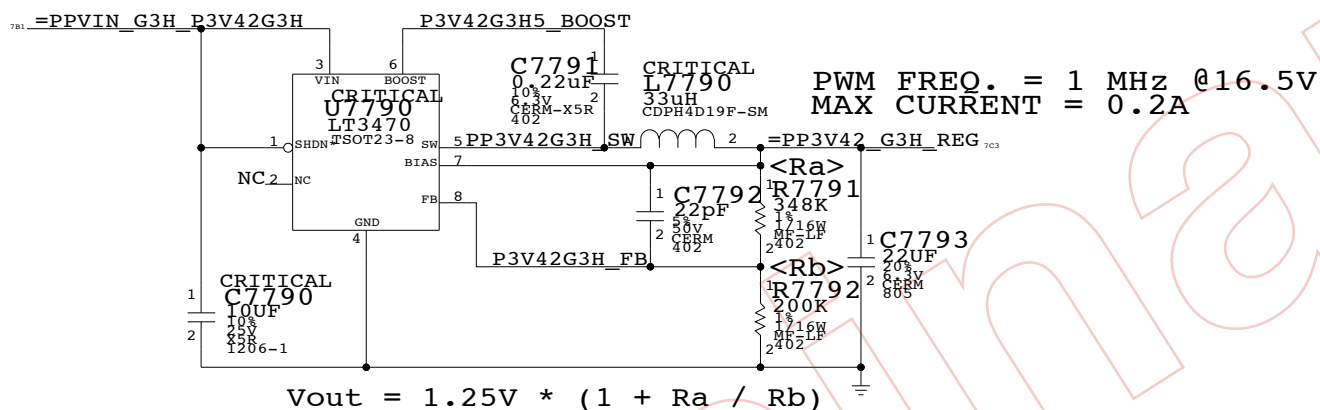 7B1 =PPVIN_G3H_P3V42G3H
P3V42G3H5_BOOST
3
VIN
6
BOOST
CRITICAL
U7790
LT3470
TSOT23-8
1 SHDN*
NC 2 NC
SW 5
BIAS 7
FB 8
GND
4
1
C7791
0.22uF
10%
6.3V
CERM-X5R
402
2
CRITICAL
L7790
33uH
CDPH4D19F-SM
PWM FREQ. = 1 MHz @16.5V
MAX CURRENT = 0.2A
PP3V42G3H_SW 1 2 =PP3V42_G3H_REG 7C3
<Ra>
1
R7791
348K
1%
1/16W
MF-LF
402
2
1
C7792
22pF
5%
50V
CERM
402
2
P3V42G3H_FB
<Rb>
1
R7792
200K
1%
1/16W
MF-LF
402
2
1
C7793
22UF
20%
6.3V
CERM
805
2
CRITICAL
1
C7790
10UF
10%
25V
X5R
1206-1
2
Vout = 1.25V * (1 + Ra / Rb)